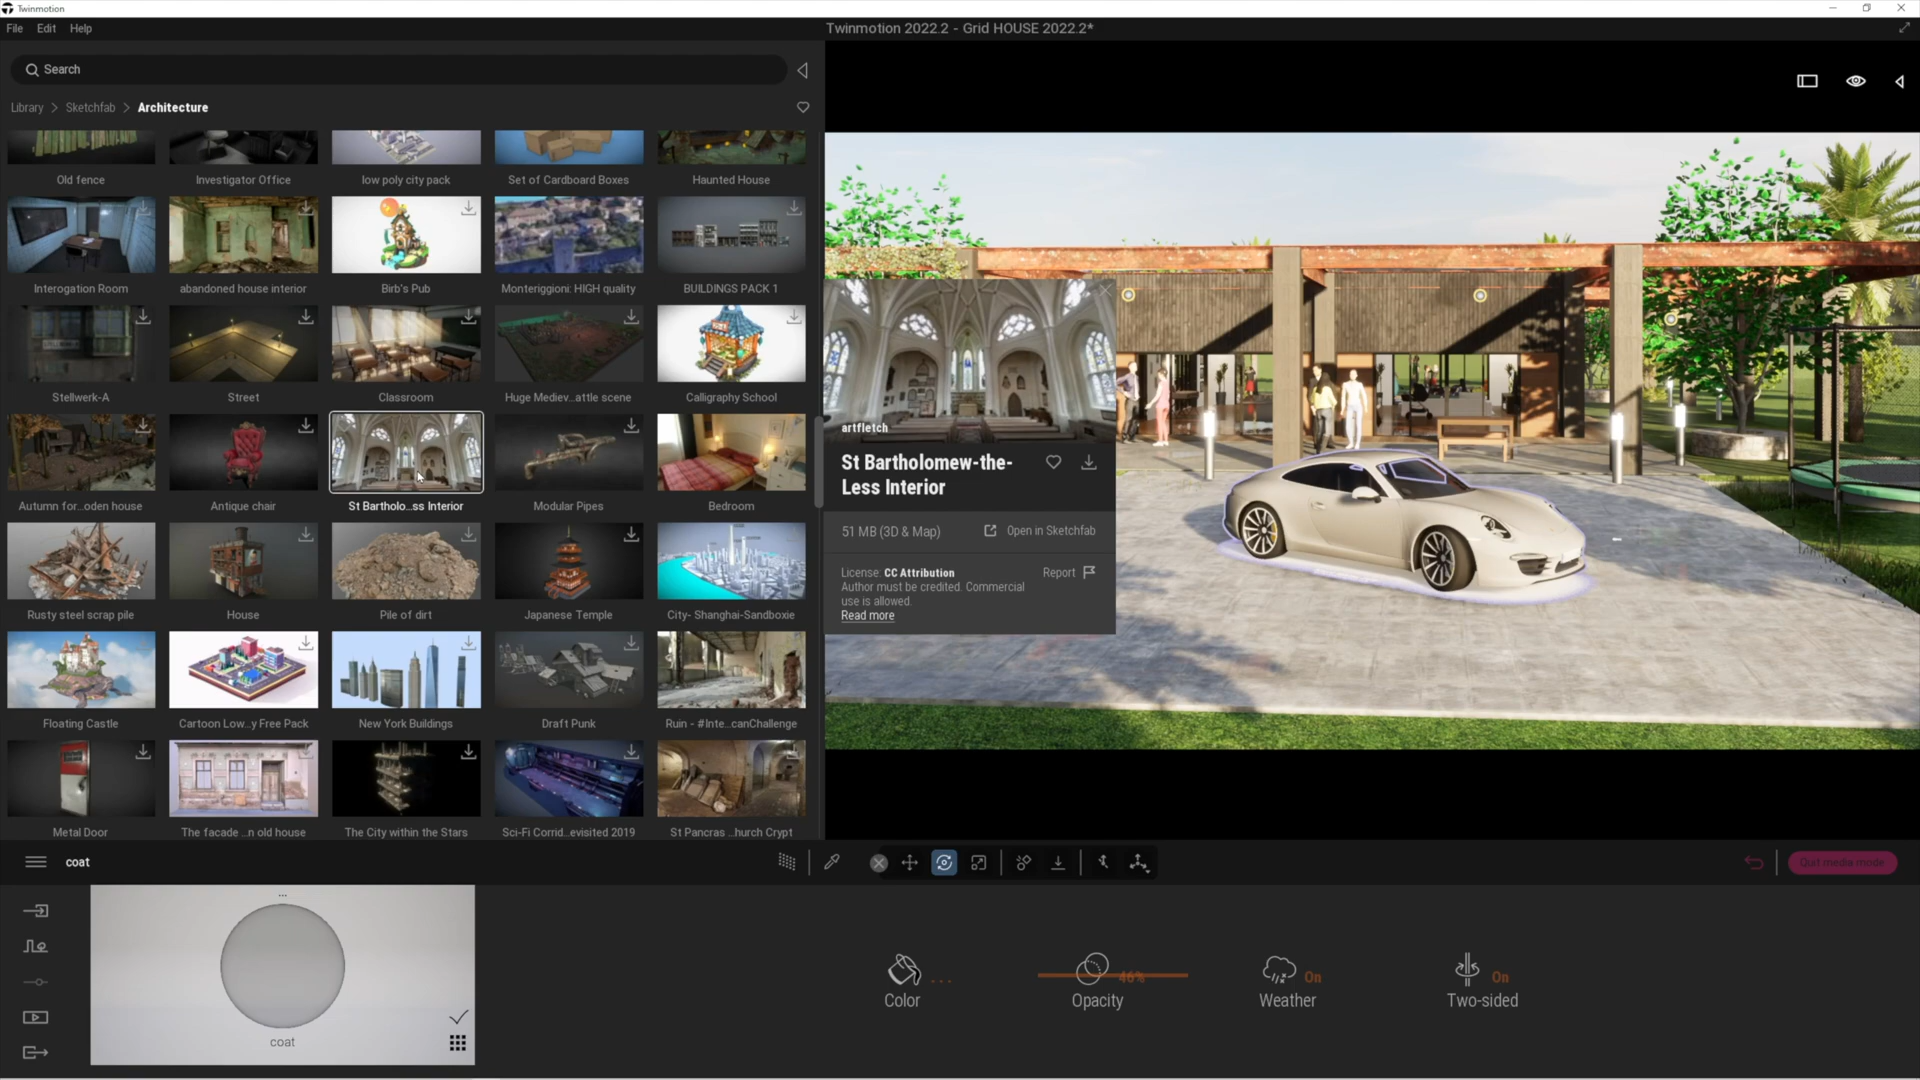 Twinmotion
File Edit Help
Twinmotion 2022.2 - Grid HOUSE 2022.2*
Search
Library > Sketchfab > Architecture
Old fence
Investigator Office
low poly city pack
Set of Cardboard Boxes
Haunted House
Interogation Room
abandoned house interior
Birb's Pub
Monteriggioni: HIGH quality
BUILDINGS PACK 1
Stellwerk-A
Street
Classroom
Huge Mediev...attle scene
Calligraphy School
Autumn for...oden house
Antique chair
St Bartholo...ss Interior
Modular Pipes
Bedroom
Rusty steel scrap pile
House
Pile of dirt
Japanese Temple
City- Shanghai-Sandboxie
Floating Castle
Cartoon Low...y Free Pack
New York Buildings
Draft Punk
Ruin - #Inte...canChallenge
Metal Door
The facade ...n old house
The City within the Stars
Sci-Fi Corrid...evisited 2019
St Pancras ...hurch Crypt
artfletch
St Bartholomew-the-
Less Interior
51 MB (3D & Map)
Open in Sketchfab
License: CC Attribution
Report
Author must be credited. Commercial
use is allowed.
Read more
coat
Quit media mode
...
coat
Color
...
Opacity
46%
Weather
On
Two-sided
On